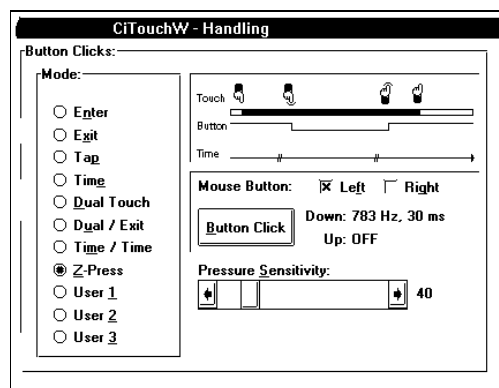 CiTouchW - Handling
Button Clicks:
Mode:
Enter
Exit
Tap
Time
Dual Touch
Dual / Exit
Time / Time
Z-Press
User 1
User 2
User 3
Touch
Button
Time
Mouse Button: Left Right
Button Click
Down: 783 Hz, 30 ms
Up: OFF
Pressure Sensitivity:
40